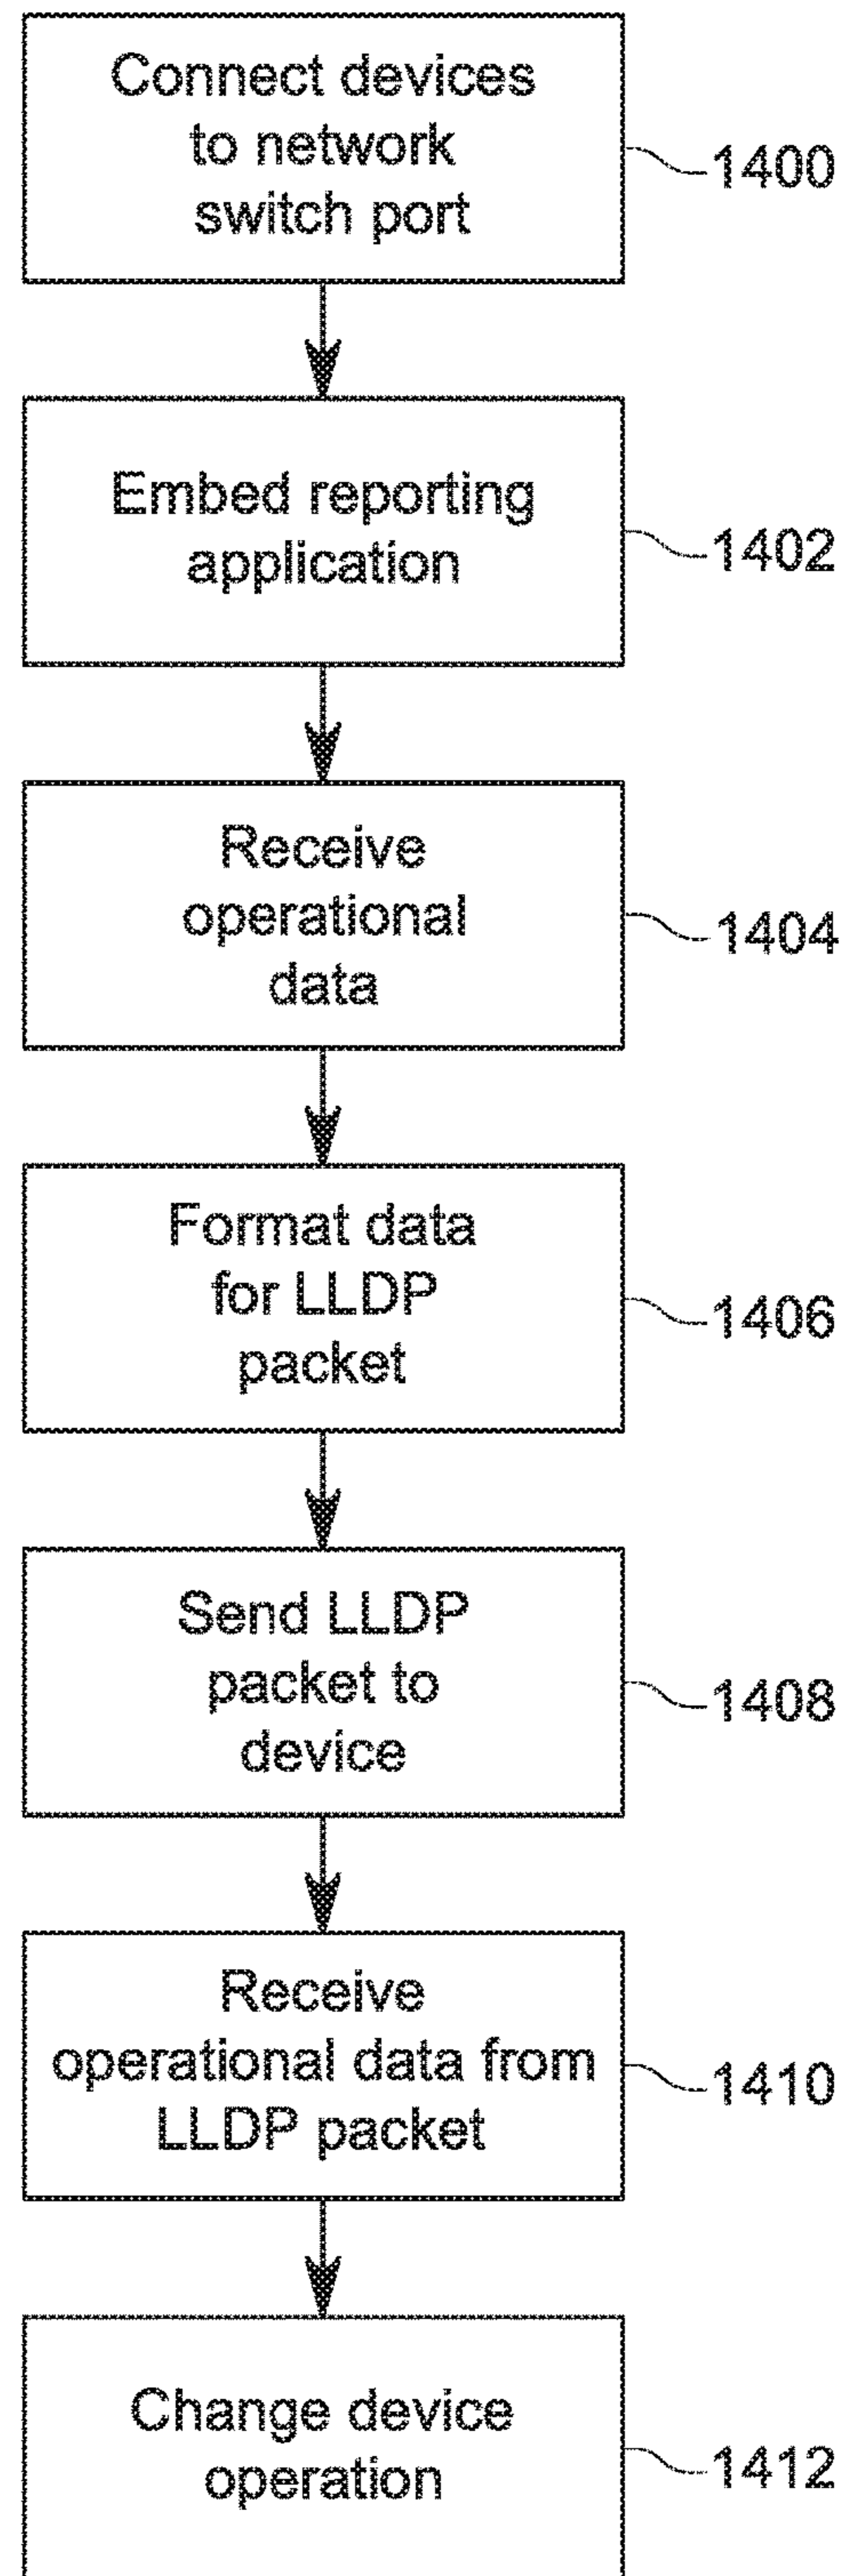 Connect devices
to network
switch port
1400
Embed reporting
application
1402
Receive
operational
data
1404
Format data
for LLDP
packet
1406
Send LLDP
packet to
device
1408
Receive
operational data from
LLDP packet
1410
Change device
operation
1412